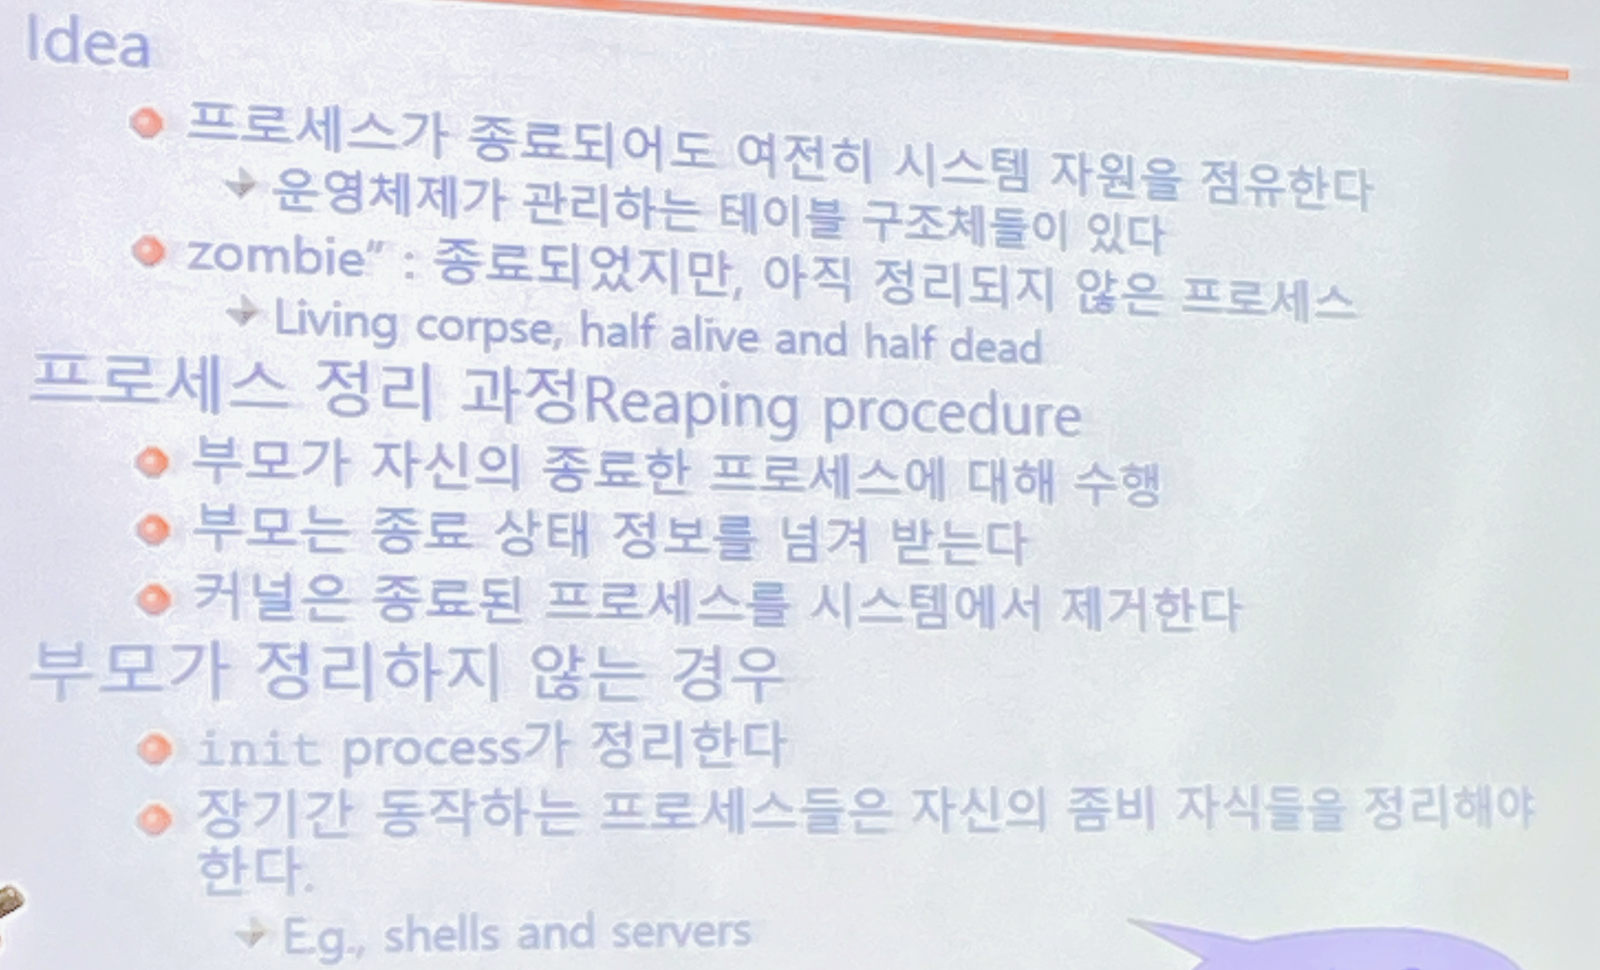 Idea
프로세스가 종료되어도 여전히 시스템 자원을 점유한다
운영체제가 관리하는 테이블 구조체들이 있다
zombie” : 종료되었지만, 아직 정리되지 않은 프로세스
Living corpse, half alive and half dead
프로세스 정리 과정Reaping procedure
부모가 자신의 종료한 프로세스에 대해 수행
부모는 종료 상태 정보를 넘겨 받는다
커널은 종료된 프로세스를 시스템에서 제거한다
부모가 정리하지 않는 경우
init process가 정리한다
장기간 동작하는 프로세스들은 자신의 좀비 자식들을 정리해야
한다.
E.g., shells and servers